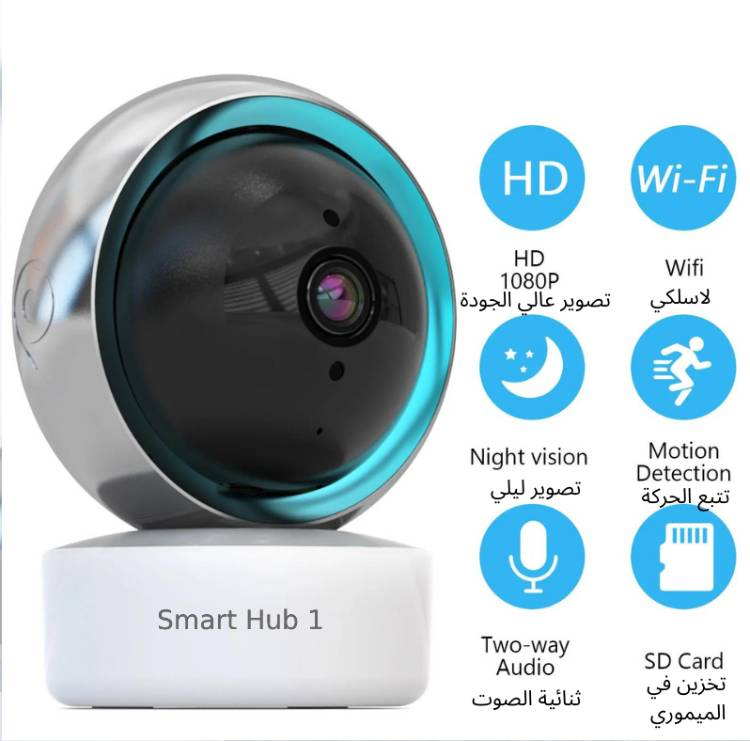 HD
Wi-Fi
HD
1080P
تصوير عالي الجودة
Wifi
لاسلكي
Night vision
تصوير ليلي
Motion
Detection
تتبع الحركة
Smart Hub 1
Two-way
Audio
ثنائية الصوت
SD Card
تخزين في
الميموري